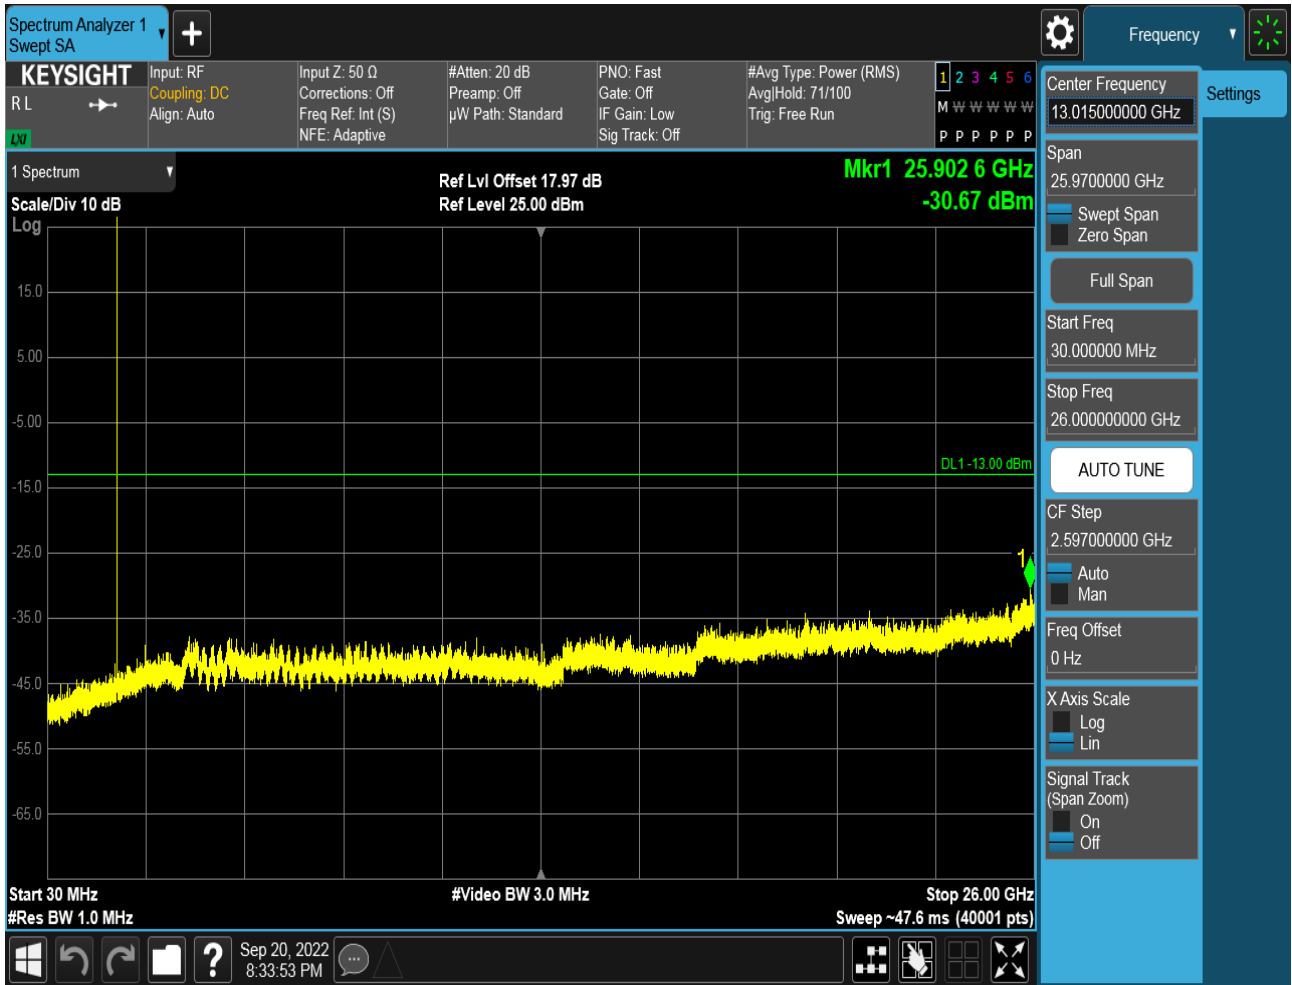 Spectrum Analyzer 1
Swept SA
Frequency
KEYSIGHT
R L
LXI
Input: RF
Coupling: DC
Align: Auto
Input Z: 50 Ω
Corrections: Off
Freq Ref: Int (S)
NFE: Adaptive
#Atten: 20 dB
Preamp: Off
µW Path: Standard
PNO: Fast
Gate: Off
IF Gain: Low
Sig Track: Off
#Avg Type: Power (RMS)
Avg|Hold: 71/100
Trig: Free Run
1 2 3 4 5 6
M W W W W W
P P P P P P
1 Spectrum
Scale/Div 10 dB
Log
Ref Lvl Offset 17.97 dB
Ref Level 25.00 dBm
Mkr1 25.902 6 GHz
-30.67 dBm
15.0
5.00
-5.00
DL1 -13.00 dBm
-15.0
-25.0
1
-35.0
-45.0
-55.0
-65.0
Start 30 MHz
#Res BW 1.0 MHz
#Video BW 3.0 MHz
Stop 26.00 GHz
Sweep ~47.6 ms (40001 pts)
Center Frequency
13.015000000 GHz
Settings
Span
25.9700000 GHz
Swept Span
Zero Span
Full Span
Start Freq
30.000000 MHz
Stop Freq
26.000000000 GHz
AUTO TUNE
CF Step
2.597000000 GHz
Auto
Man
Freq Offset
0 Hz
X Axis Scale
Log
Lin
Signal Track
(Span Zoom)
On
Off
?
Sep 20, 2022
8:33:53 PM